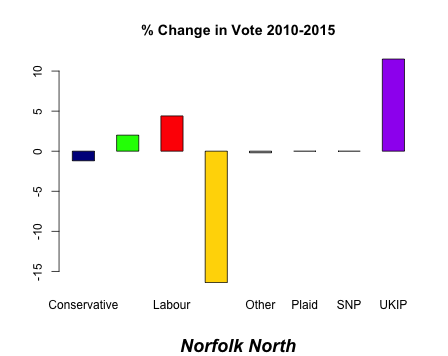 % Change in Vote 2010-2015
10
5
0
-5
-10
-15
Conservative Labour Other Plaid SNP UKIP
Norfolk North